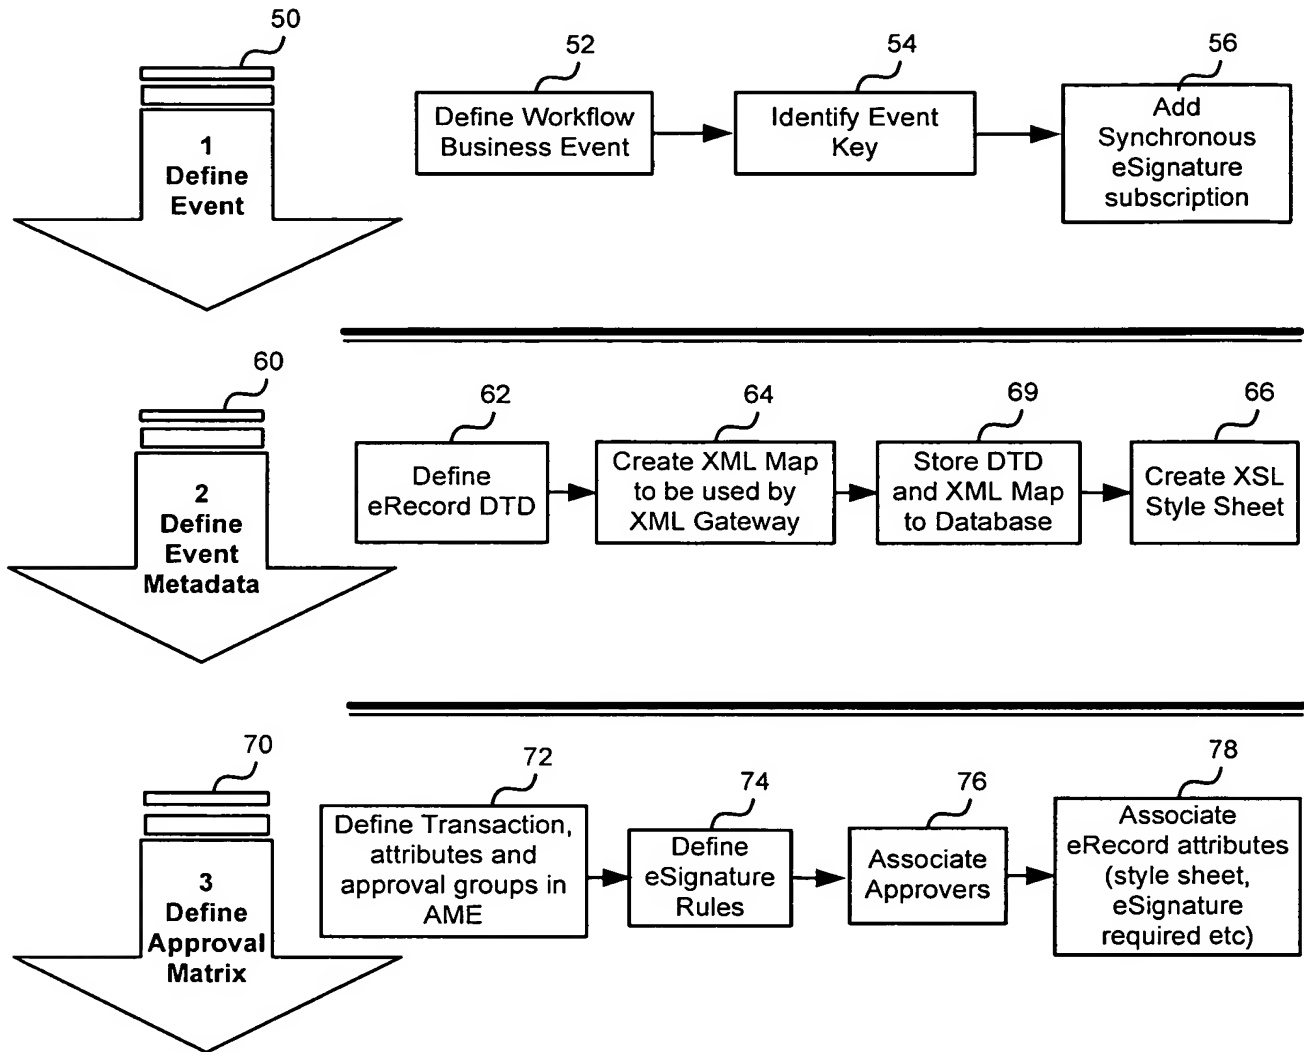 50
52
54
56
1
Define
Event
Define Workflow
Business Event
Identify Event
Key
Add
Synchronous
eSignature
subscription
60
62
64
69
66
2
Define
Event
Metadata
Define
eRecord DTD
Create XML Map
to be used by
XML Gateway
Store DTD
and XML Map
to Database
Create XSL
Style Sheet
70
72
74
76
78
3
Define
Approval
Matrix
Define Transaction,
attributes and
approval groups in
AME
Define
eSignature
Rules
Associate
Approvers
Associate
eRecord attributes
(style sheet,
eSignature
required etc)